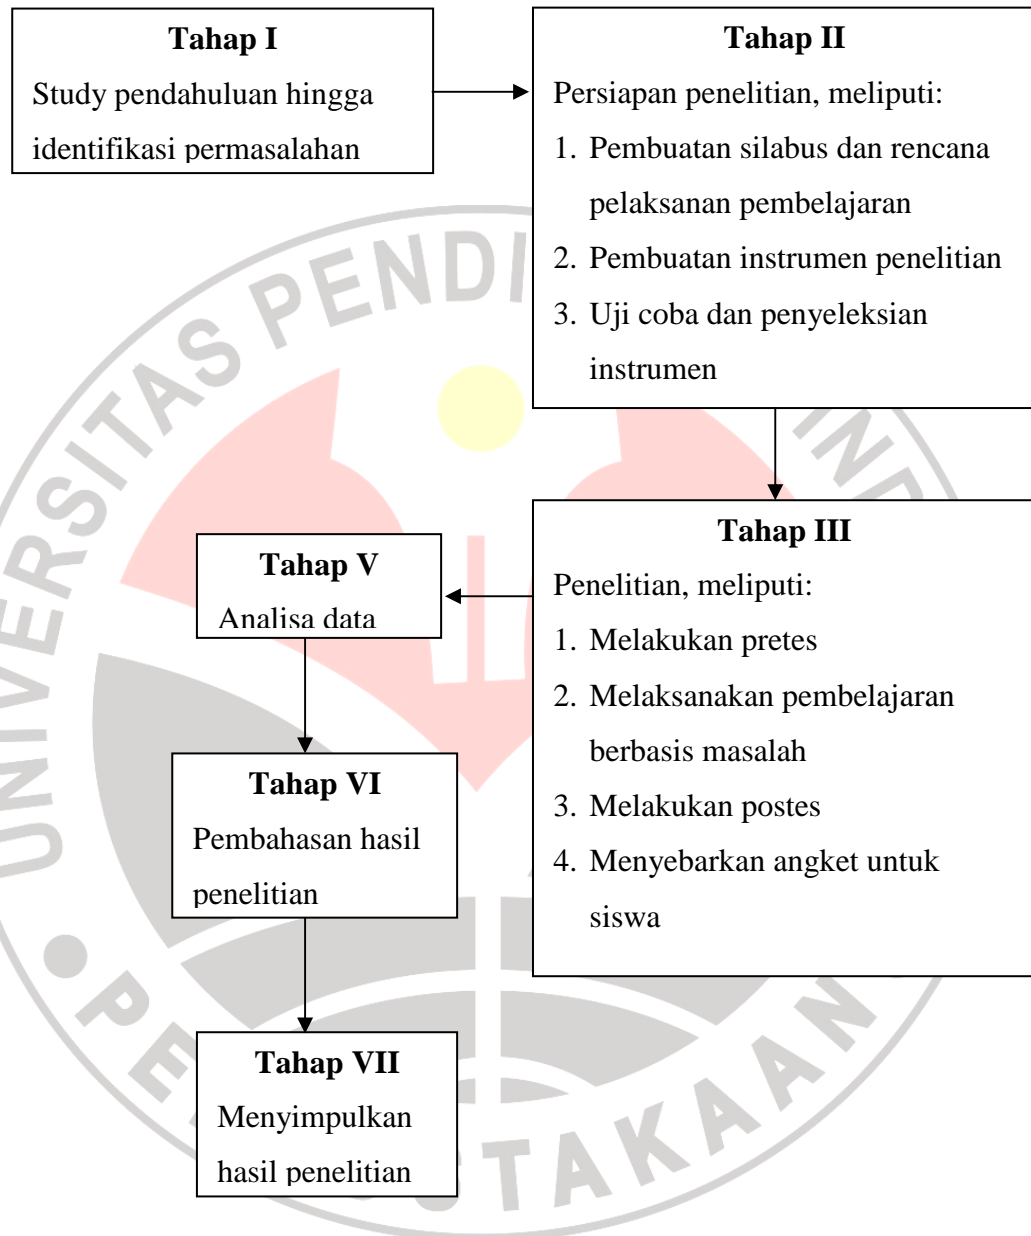 Tahap I
Study pendahuluan hingga
identifikasi permasalahan
Tahap II
Persiapan penelitian, meliputi:
1. Pembuatan silabus dan rencana
pelaksanan pembelajaran
2. Pembuatan instrumen penelitian
3. Uji coba dan penyeleksian
instrumen
Tahap III
Penelitian, meliputi:
1. Melakukan pretes
2. Melaksanakan pembelajaran
berbasis masalah
3. Melakukan postes
4. Menyebarkan angket untuk
siswa
Tahap V
Analisa data
Tahap VI
Pembahasan hasil
penelitian
Tahap VII
Menyimpulkan
hasil penelitian
UNIVERSITAS